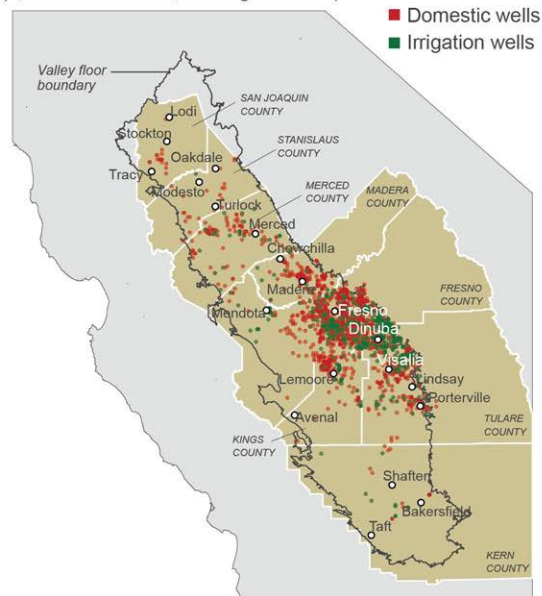 Domestic wells
Irrigation wells
Valley floor
boundary
Lodi
SAN JOAQUIN
COUNTY
Stockton
STANISLAUS
COUNTY
Oakdale
Tracy
Modesto
MERCED
COUNTY
MADERA
COUNTY
Turlock
Merced
Chowchilla
Madera
FRESNO
COUNTY
Mendota
Fresno
Dinuba
Visalia
Lemoore
Lindsay
Porterville
Avenal
TULARE
COUNTY
KINGS
COUNTY
Shafter
Bakersfield
Taft
KERN
COUNTY